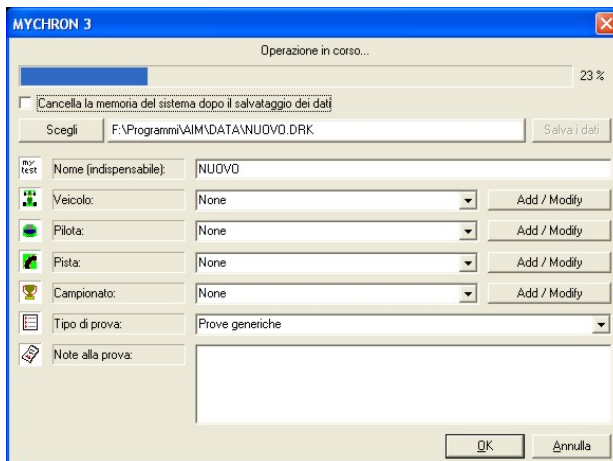 MYCHRON 3
Operazione in corso...
23 %
Cancella la memoria del sistema dopo il salvataggio dei dati
Scegli F:\Programmi\AIM\DATA\NUOVO.DRK Salva i dati
my test Nome (indispensabile): NUOVO
Veicolo: None Add / Modify
Pilota: None Add / Modify
Pista: None Add / Modify
Campionato: None Add / Modify
Tipo di prova: Prove generiche
Note alla prova:
OK Annulla